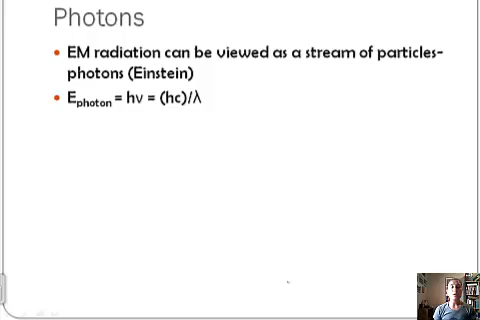 Photons
• EM radiation can be viewed as a stream of particles-
photons (Einstein)
• Ephoton = hν = (hc)/λ